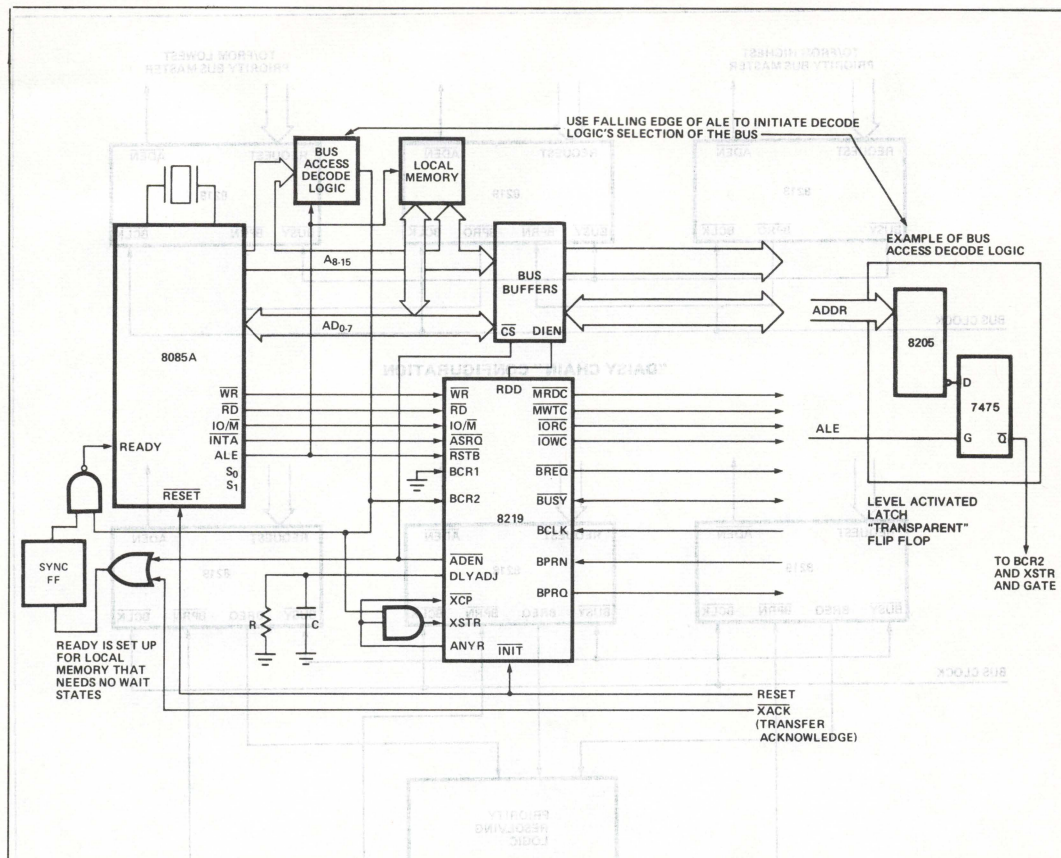 USE FALLING EDGE OF ALE TO INITIATE DECODE
LOGIC'S SELECTION OF THE BUS
BUS
ACCESS
DECODE
LOGIC
LOCAL
MEMORY
EXAMPLE OF BUS
ACCESS DECODE LOGIC
A8-15
BUS
BUFFERS
AD0-7
CS
DIEN
ADDR
8205
D
7475
ALE
G
Q
8085A
WR
RD
IO/M
INTA
ALE
S0
S1
READY
RESET
RDD
WR
RD
IO/M
ASRQ
RSTB
BCR1
BCR2
8219
ADEN
DLYADJ
XCP
XSTR
ANYR
INIT
MRDC
MWTC
IORC
IOWC
BREQ
BUSY
BCLK
BPRN
BPRQ
LEVEL ACTIVATED
LATCH
"TRANSPARENT"
FLIP FLOP
TO BCR2
AND XSTR
AND GATE
SYNC
FF
R
C
READY IS SET UP
FOR LOCAL
MEMORY THAT
NEEDS NO WAIT
STATES
RESET
XACK
(TRANSFER
ACKNOWLEDGE)